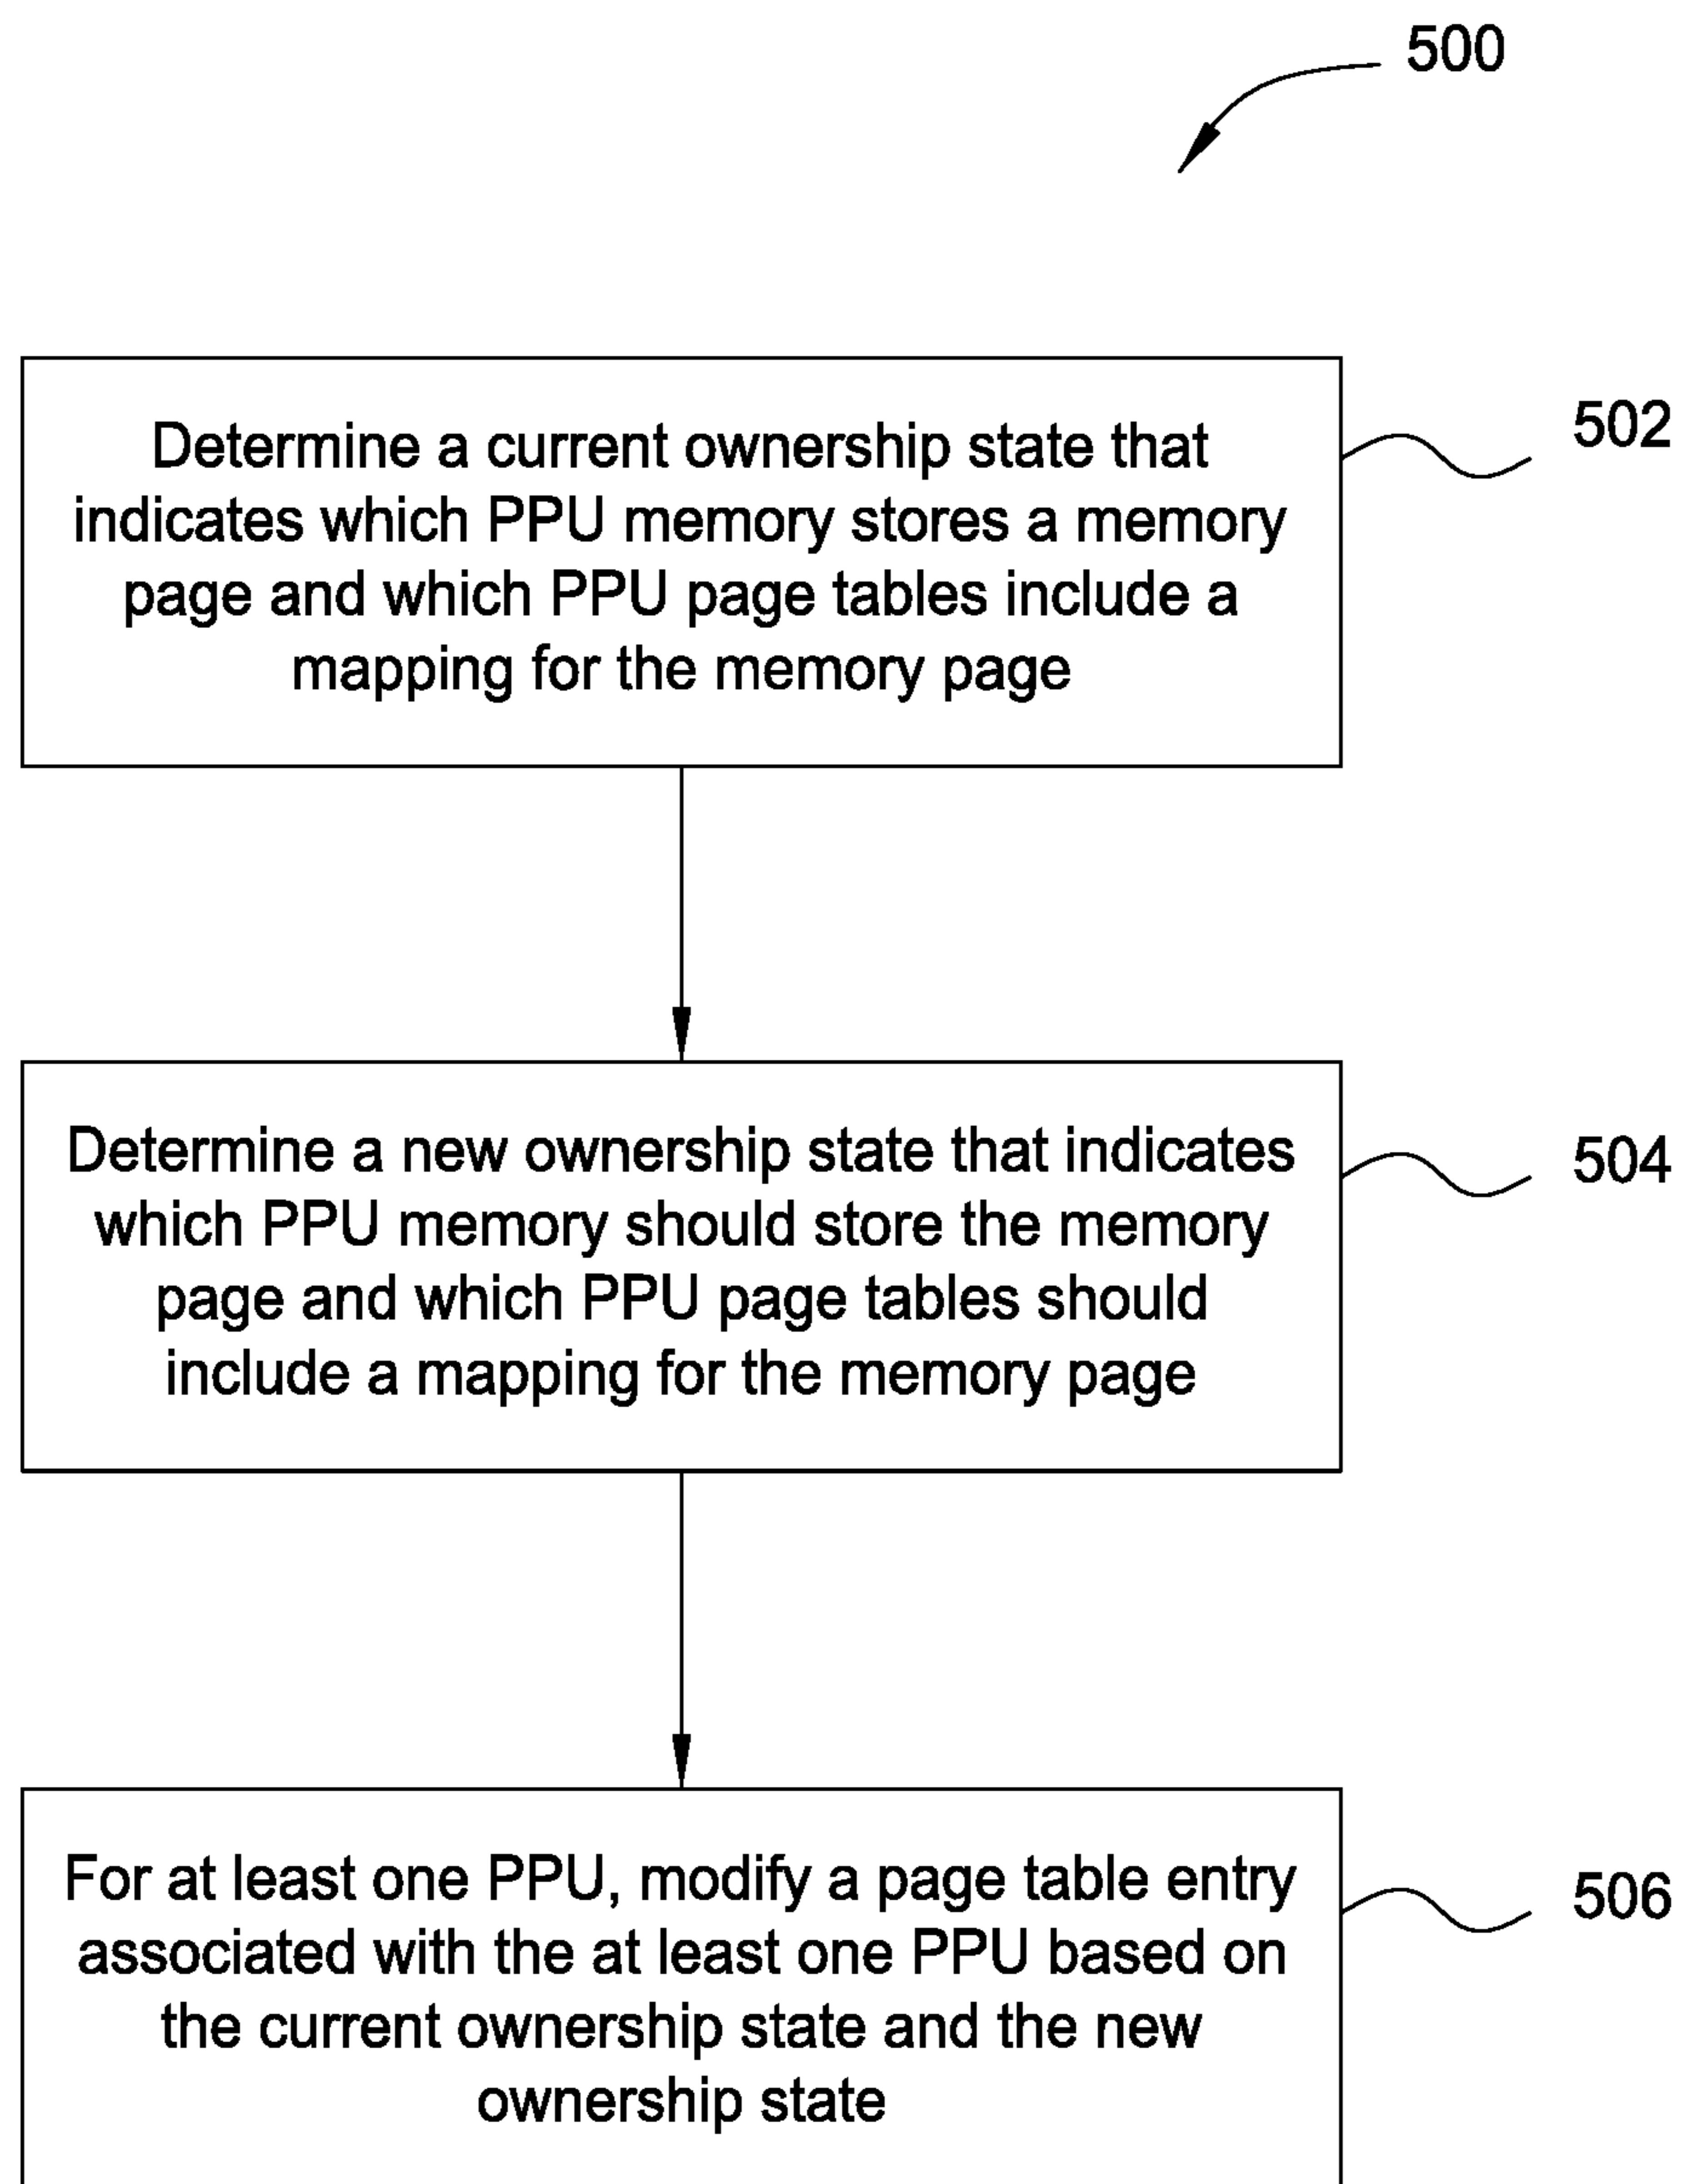 500
Determine a current ownership state that
indicates which PPU memory stores a memory
page and which PPU page tables include a
mapping for the memory page
502
Determine a new ownership state that indicates
which PPU memory should store the memory
page and which PPU page tables should
include a mapping for the memory page
504
For at least one PPU, modify a page table entry
associated with the at least one PPU based on
the current ownership state and the new
ownership state
506